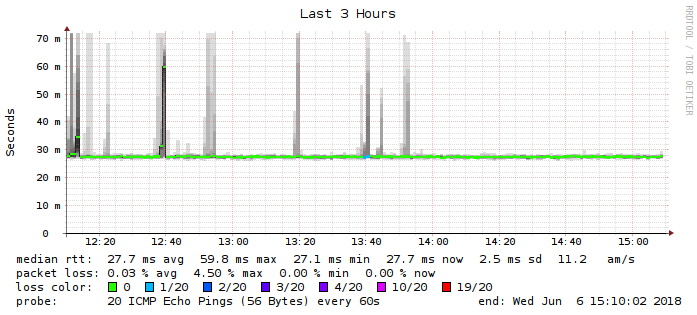 Last 3 Hours
RRDTOOL / TOBI OETIKER
Seconds
70 m
60 m
50 m
40 m
30 m
20 m
10 m
0
12:20 12:40 13:00 13:20 13:40 14:00 14:20 14:40 15:00
median rtt: 27.7 ms avg 59.8 ms max 27.1 ms min 27.7 ms now 2.5 ms sd 11.2 am/s
packet loss: 0.03 % avg 4.50 % max 0.00 % min 0.00 % now
loss color: 0 1/20 2/20 3/20 4/20 10/20 19/20
probe: 20 ICMP Echo Pings (56 Bytes) every 60s end: Wed Jun 6 15:10:02 2018